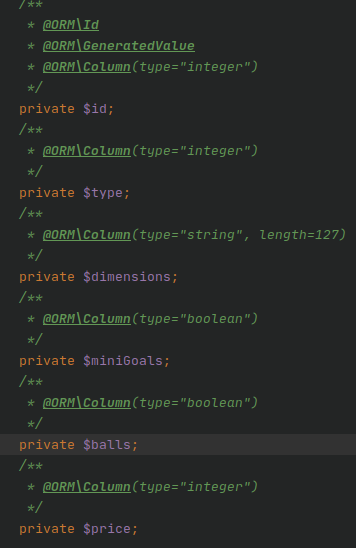 /**
 * @ORM\Id
 * @ORM\GeneratedValue
 * @ORM\Column(type="integer")
 */
private $id;
/**
 * @ORM\Column(type="integer")
 */
private $type;
/**
 * @ORM\Column(type="string", length=127)
 */
private $dimensions;
/**
 * @ORM\Column(type="boolean")
 */
private $miniGoals;
/**
 * @ORM\Column(type="boolean")
 */
private $balls;
/**
 * @ORM\Column(type="integer")
 */
private $price;